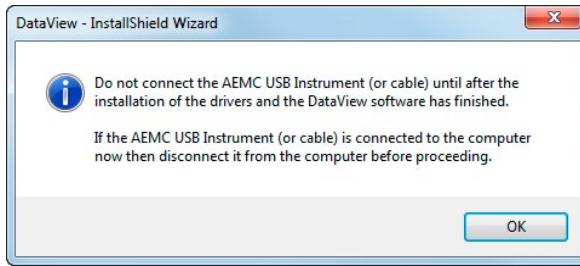 DataView - InstallShield Wizard
Do not connect the AEMC USB Instrument (or cable) until after the
installation of the drivers and the DataView software has finished.
If the AEMC USB Instrument (or cable) is connected to the computer
now then disconnect it from the computer before proceeding.
OK